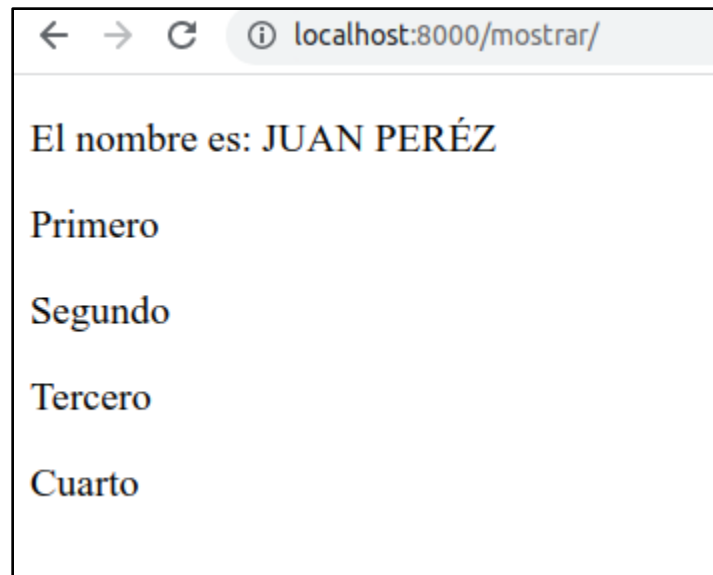 localhost:8000/mostrar/
El nombre es: JUAN PERÉZ
Primero
Segundo
Tercero
Cuarto